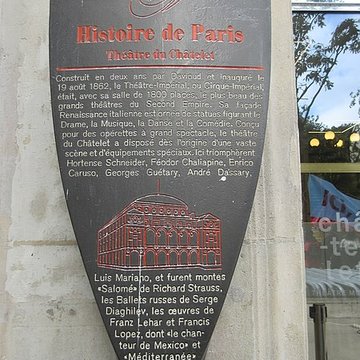 Histoire de Paris
Théâtre du Châtelet
Construit en deux ans par Davioud et inauguré le
19 août 1862, le Théâtre-Impérial, ou Cirque-Impérial,
était, avec sa salle de 1800 places, le plus beau des
grands théâtres du Second Empire. Sa façade
Renaissance italienne est ornée de statues figurant le
Drame, la Musique, la Danse et la Comédie. Conçu
pour des opérettes à grand spectacle, le théâtre
du Châtelet a disposé dès l'origine d'une vaste
scène et d'équipements spéciaux. Ici triomphèrent
Hortense Schneider, Féodor Chaliapine, Enrico
Caruso, Georges Guétary, André Dassary,
Luis Mariano, et furent montés
«Salomé» de Richard Strauss,
les Ballets russes de Serge
Diaghilev, les œuvres de
Franz Lehar et Francis
Lopez, dont «le chan-
teur de Mexico» et
«Méditerranée»
cha
-te
le